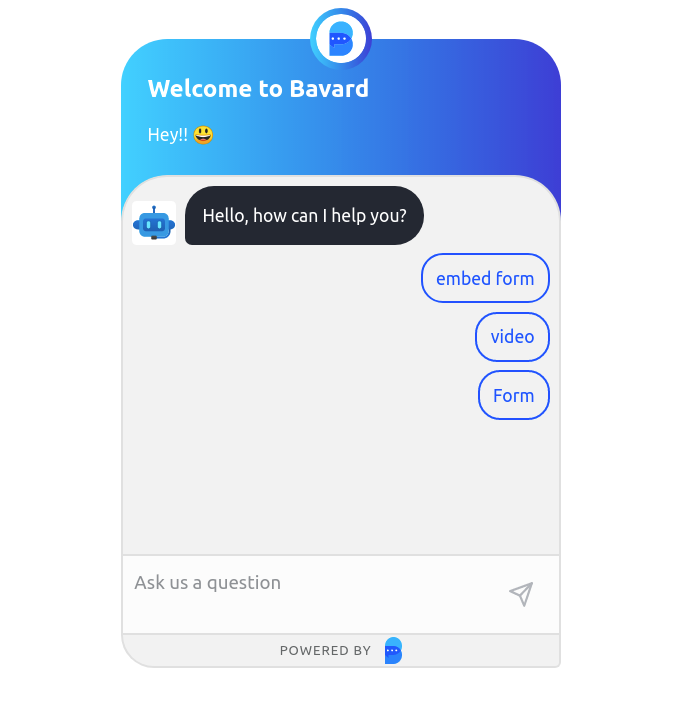 Welcome to Bavard
Hey!! 😃
Hello, how can I help you?
embed form
video
Form
Ask us a question
POWERED BY